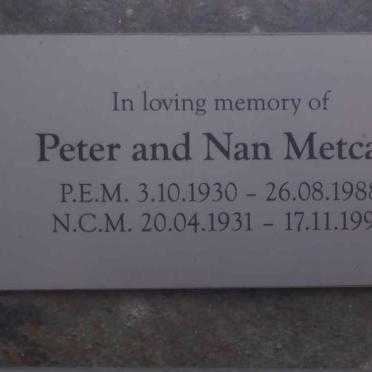 In loving memory of
Peter and Nan Metca
P.E.M. 3.10.1930 – 26.08.1988
N.C.M. 20.04.1931 – 17.11.199